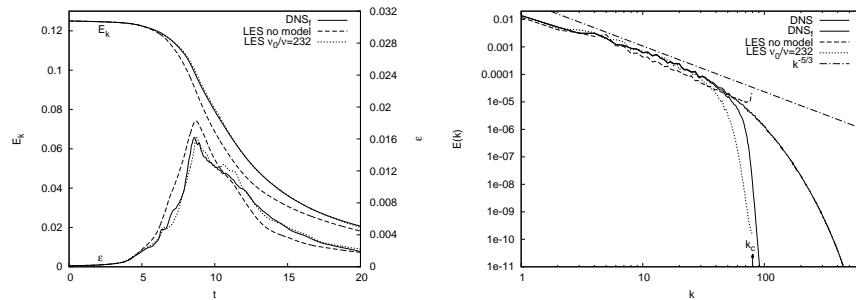 0.12
0.1
0.08
0.06
0.04
0.02
0
E_k
E_k
ε
0
5
10
15
20
t
0.032
0.028
0.024
0.02
0.016
0.012
0.008
0.004
0
ε
DNS_f
LES no model
LES ν_0/ν=232
0.01
0.001
0.0001
1e-05
1e-06
1e-07
1e-08
1e-09
1e-10
1e-11
E(k)
1
10
100
k
k_c
DNS
DNS_f
LES no model
LES ν_0/ν=232
k^-5/3